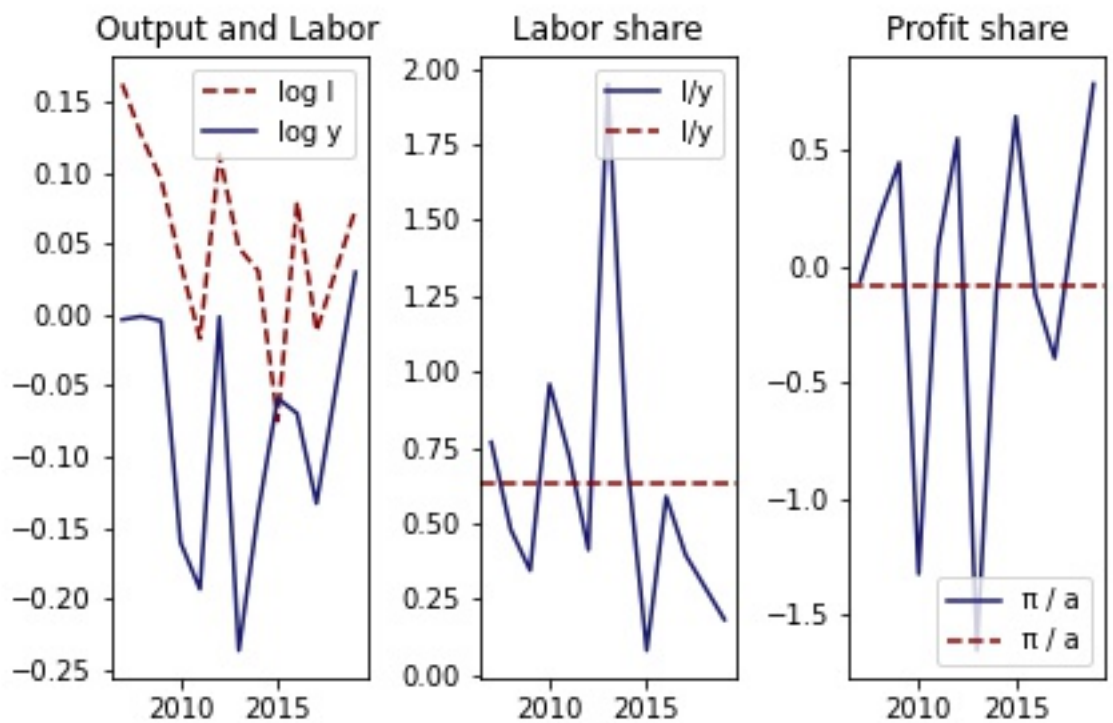 Output and Labor
0.15
0.10
0.05
0.00
−0.05
−0.10
−0.15
−0.20
−0.25
2010 2015
log l
log y
Labor share
2.00
1.75
1.50
1.25
1.00
0.75
0.50
0.25
0.00
2010 2015
l/y
l/y
Profit share
0.5
0.0
−0.5
−1.0
−1.5
2010 2015
π / a
π / a